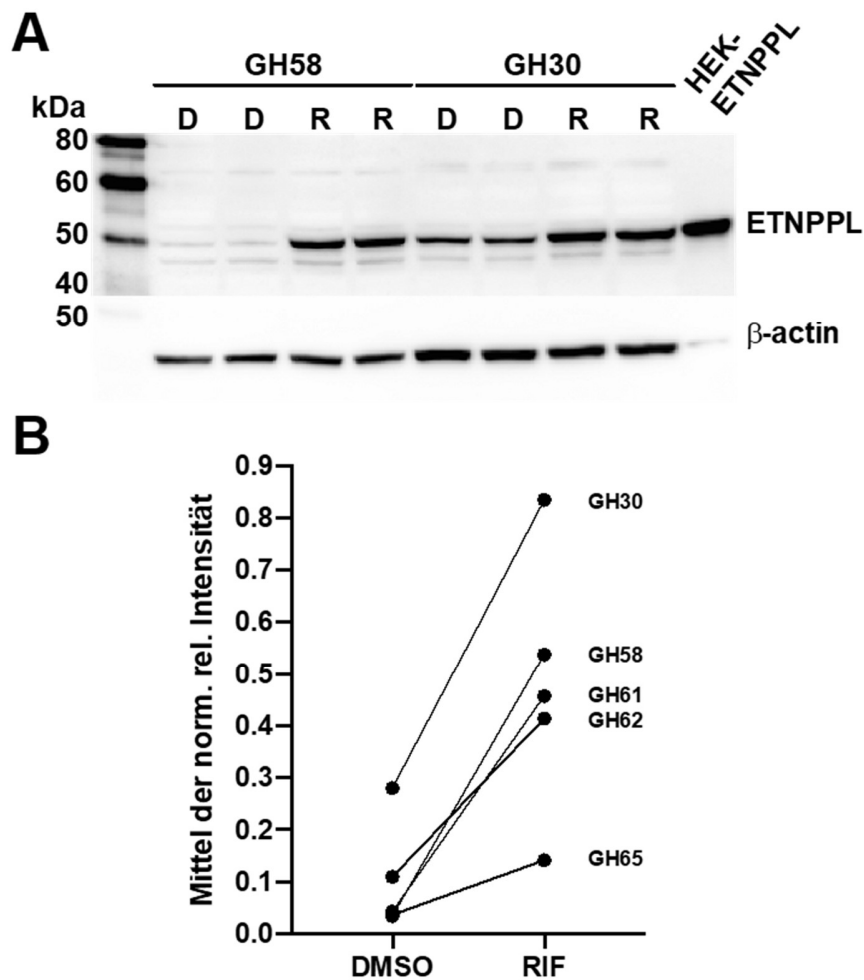 A
GH58
GH30
HEK-
ETNPPL
kDa
D D R R D D R R
80
60
50
ETNPPL
40
50
β-actin
B
Mittel der norm. rel. Intensität
0.9
0.8
0.7
0.6
0.5
0.4
0.3
0.2
0.1
0.0
GH30
GH58
GH61
GH62
GH65
DMSO RIF